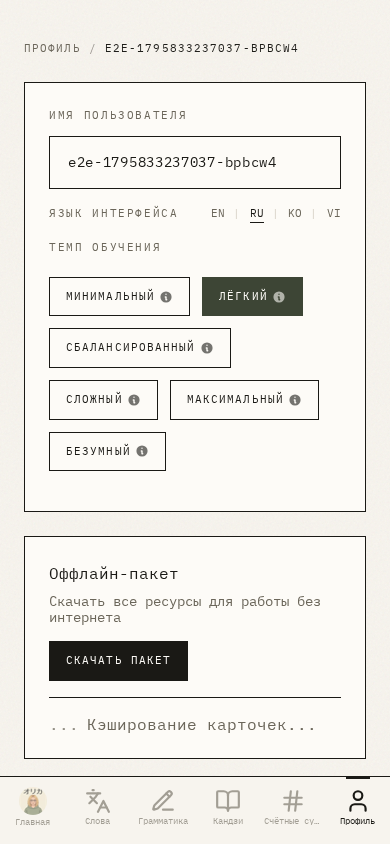 ПРОФИЛЬ / E2E-1795833237037-BPBCW4
ИМЯ ПОЛЬЗОВАТЕЛЯ
e2e-1795833237037-bpbcw4
ЯЗЫК ИНТЕРФЕЙСА EN | RU | KO | VI
ТЕМП ОБУЧЕНИЯ
МИНИМАЛЬНЫЙ ЛЁГКИЙ
СБАЛАНСИРОВАННЫЙ
СЛОЖНЫЙ МАКСИМАЛЬНЫЙ
БЕЗУМНЫЙ
Оффлайн-пакет
Скачать все ресурсы для работы без
интернета
СКАЧАТЬ ПАКЕТ
... Кэширование карточек...
オリカ
Главная Слова Грамматика Кандзи Счётные су… Профиль